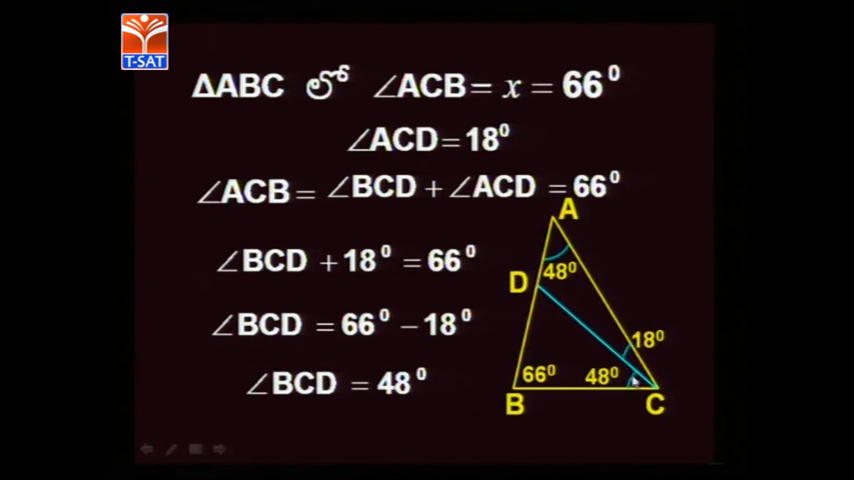 T-SAT
ΔABC లో ∠ACB = x = 66⁰
∠ACD = 18⁰
∠ACB = ∠BCD + ∠ACD = 66⁰
∠BCD + 18⁰ = 66⁰
∠BCD = 66⁰ − 18⁰
∠BCD = 48⁰
A
48⁰
D
18⁰
66⁰ 48⁰
B C